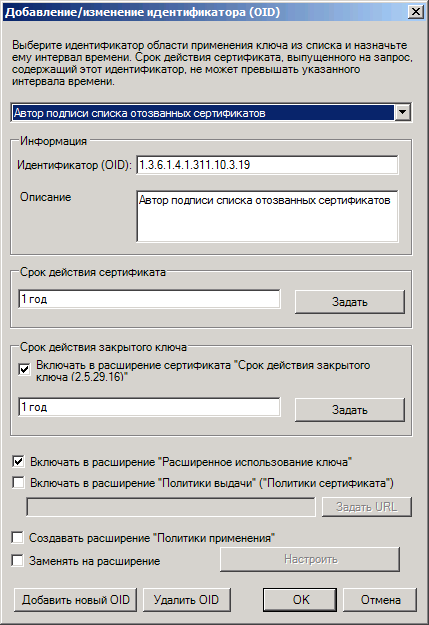 Добавление/изменение идентификатора (OID)
Выберите идентификатор области применения ключа из списка и назначьте
ему интервал времени. Срок действия сертификата, выпущенного на запрос,
содержащий этот идентификатор, не может превышать указанного
интервала времени.
Автор подписи списка отозванных сертификатов
Информация
Идентификатор (OID):
1.3.6.1.4.1.311.10.3.19
Описание
Автор подписи списка отозванных сертификатов
Срок действия сертификата
1 год
Задать
Срок действия закрытого ключа
Включать в расширение сертификата "Срок действия закрытого
ключа (2.5.29.16)"
1 год
Задать
Включать в расширение "Расширенное использование ключа"
Включать в расширение "Политики выдачи" ("Политики сертификата")
Задать URL
Создавать расширение "Политики применения"
Заменять на расширение
Настроить
Добавить новый OID
Удалить OID
OK
Отмена